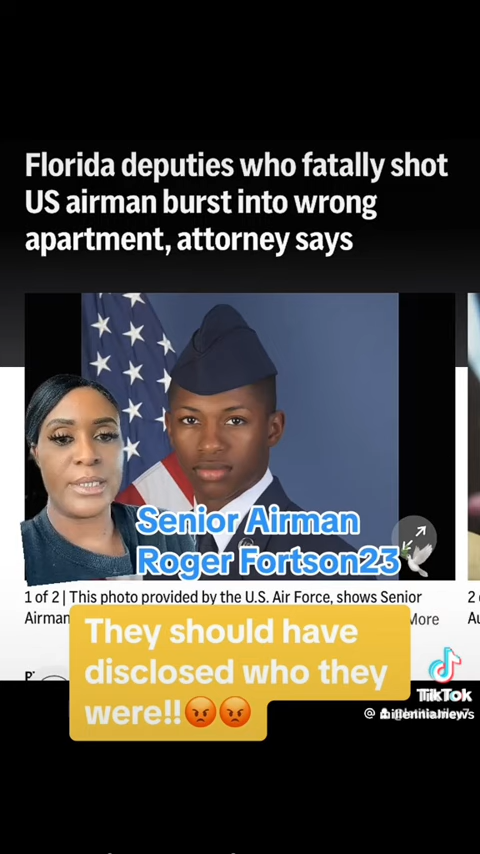 Florida deputies who fatally shot
US airman burst into wrong
apartment, attorney says
Senior Airman
Roger Fortson23
1 of 2 | This photo provided by the U.S. Air Force, shows Senior
Airman
More
2
They should have
disclosed who they
were!!😡😡
TikTok